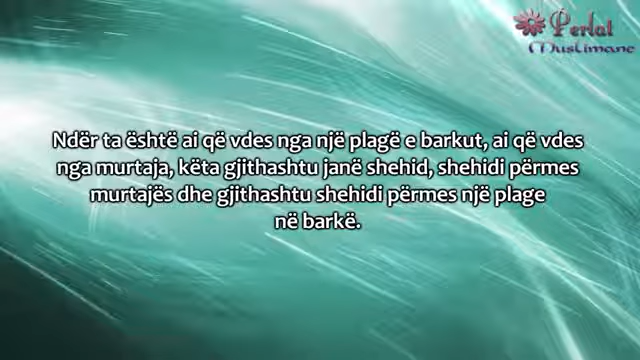 Perlat
Muslimane
Ndër ta është ai që vdes nga një plagë e barkut, ai që vdes
nga murtaja, këta gjithashtu janë shehid, shehidi përmes
murtajës dhe gjithashtu shehidi përmes një plage
në barkë.